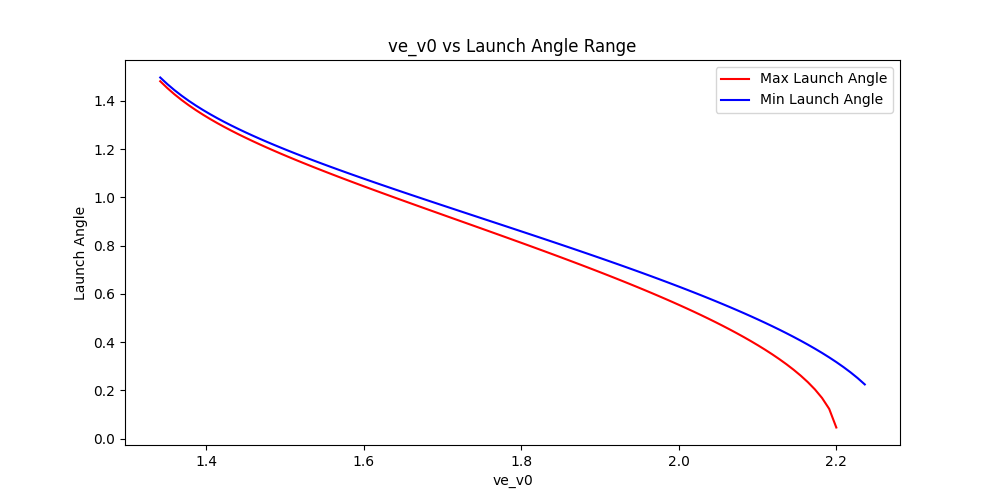 ve_v0 vs Launch Angle Range
Max Launch Angle
Min Launch Angle
Launch Angle
1.4
1.2
1.0
0.8
0.6
0.4
0.2
0.0
1.4 1.6 1.8 2.0 2.2
ve_v0